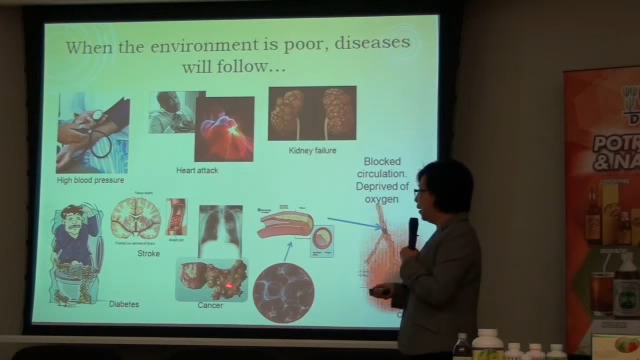 When the environment is poor, diseases
will follow...
High blood pressure
Heart attack
Kidney failure
Blocked
circulation.
Deprived of
oxygen
Stroke
Diabetes
Cancer
POTR
& NA